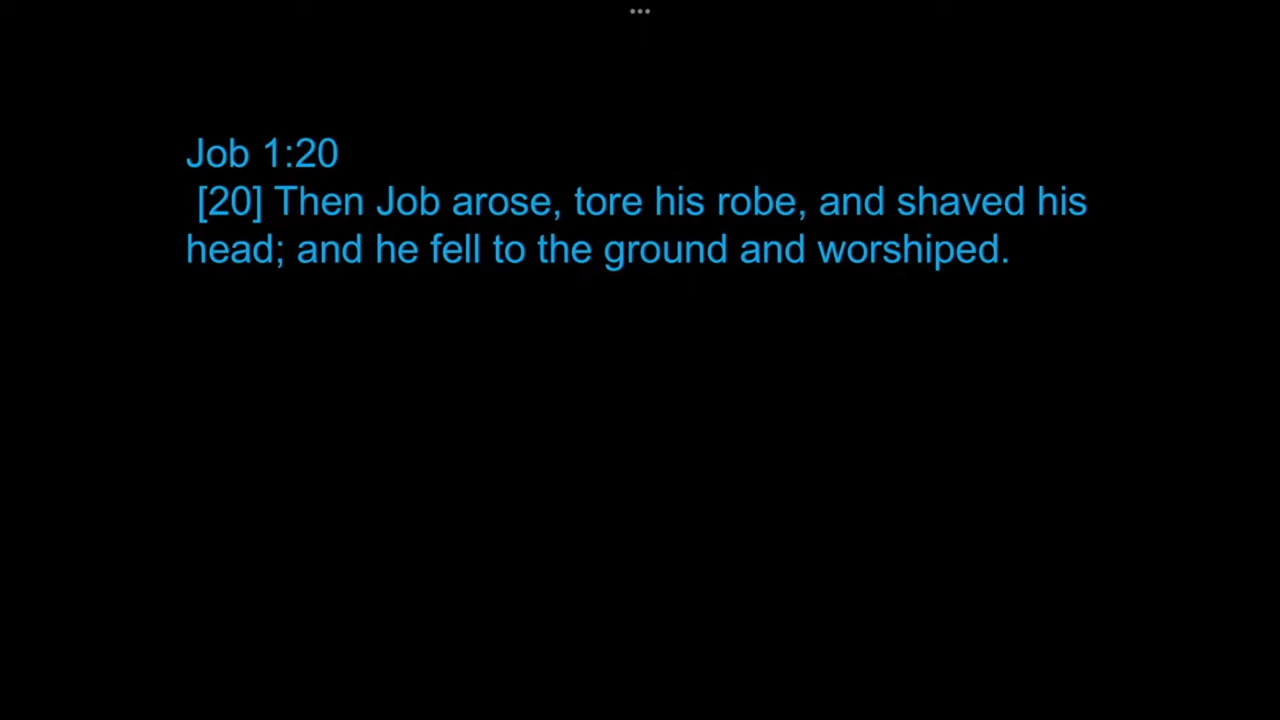 Job 1:20
[20] Then Job arose, tore his robe, and shaved his
head; and he fell to the ground and worshiped.